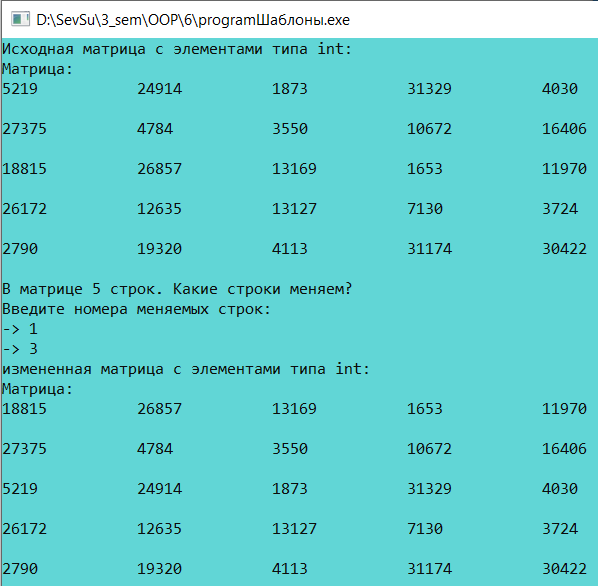 D:\SevSu\3_sem\OOP\6\programШаблоны.exe
Исходная матрица с элементами типа int:
Матрица:
5219 24914 1873 31329 4030
27375 4784 3550 10672 16406
18815 26857 13169 1653 11970
26172 12635 13127 7130 3724
2790 19320 4113 31174 30422
В матрице 5 строк. Какие строки меняем?
Введите номера меняемых строк:
-> 1
-> 3
измененная матрица с элементами типа int:
Матрица:
18815 26857 13169 1653 11970
27375 4784 3550 10672 16406
5219 24914 1873 31329 4030
26172 12635 13127 7130 3724
2790 19320 4113 31174 30422